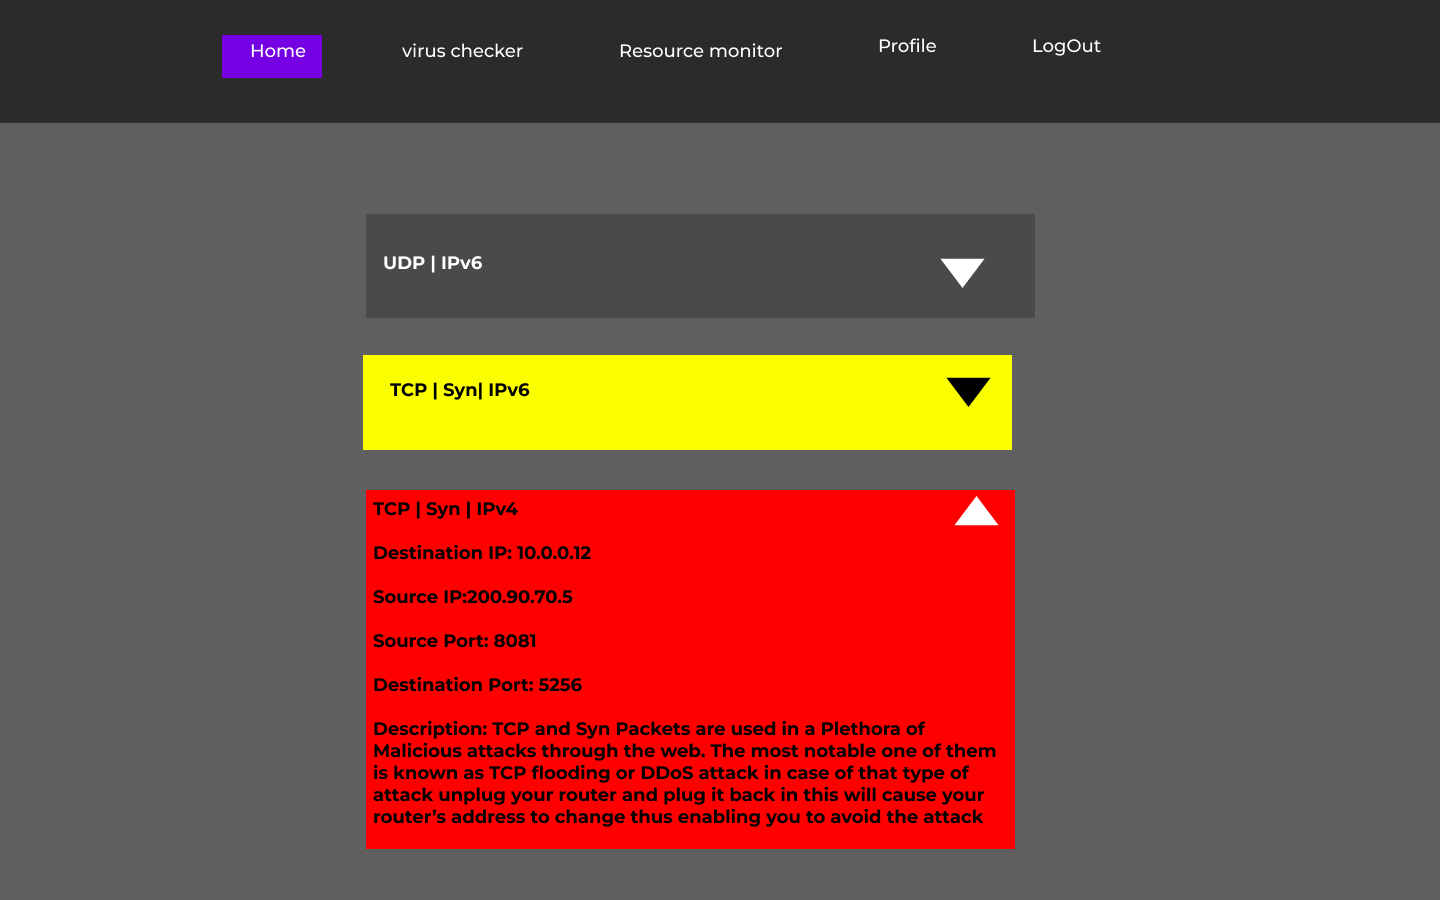 Home virus checker Resource monitor Profile LogOut
UDP | IPv6
TCP | Syn| IPv6
TCP | Syn | IPv4
Destination IP: 10.0.0.12
Source IP:200.90.70.5
Source Port: 8081
Destination Port: 5256
Description: TCP and Syn Packets are used in a Plethora of
Malicious attacks through the web. The most notable one of them
is known as TCP flooding or DDoS attack in case of that type of
attack unplug your router and plug it back in this will cause your
router’s address to change thus enabling you to avoid the attack